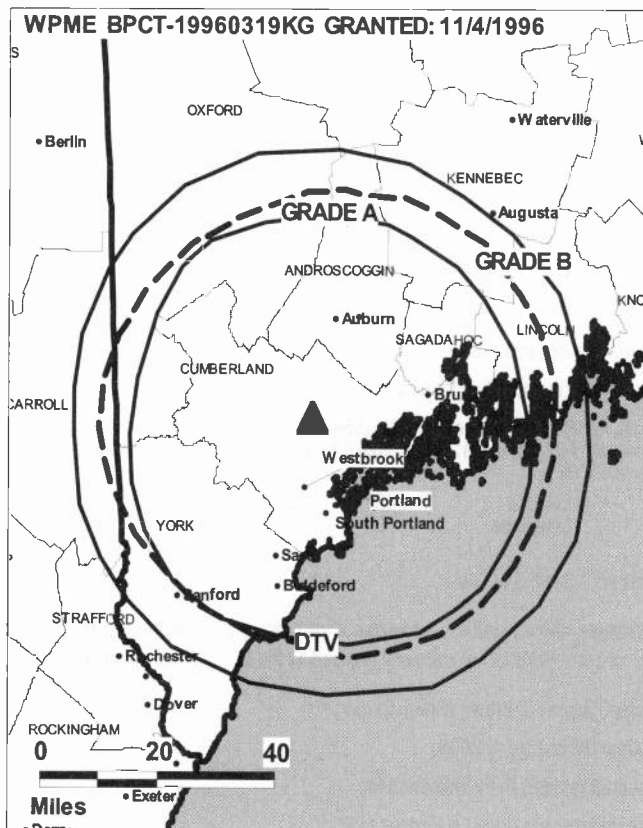 WPME BPCT-19960319KG GRANTED: 11/4/1996
S
OXFORD
Waterville
Berlin
KENNEBEC
Augusta
GRADE A
GRADE B
ANDROSCOGGIN
KNO
Auburn
LINCOLN
SAGADAHOC
CUMBERLAND
CARROLL
Westbrook
Portland
South Portland
YORK
Sanford
Biddeford
STRAFFORD
DTV
Rochester
Dover
ROCKINGHAM
0 20 40
Miles
Exeter